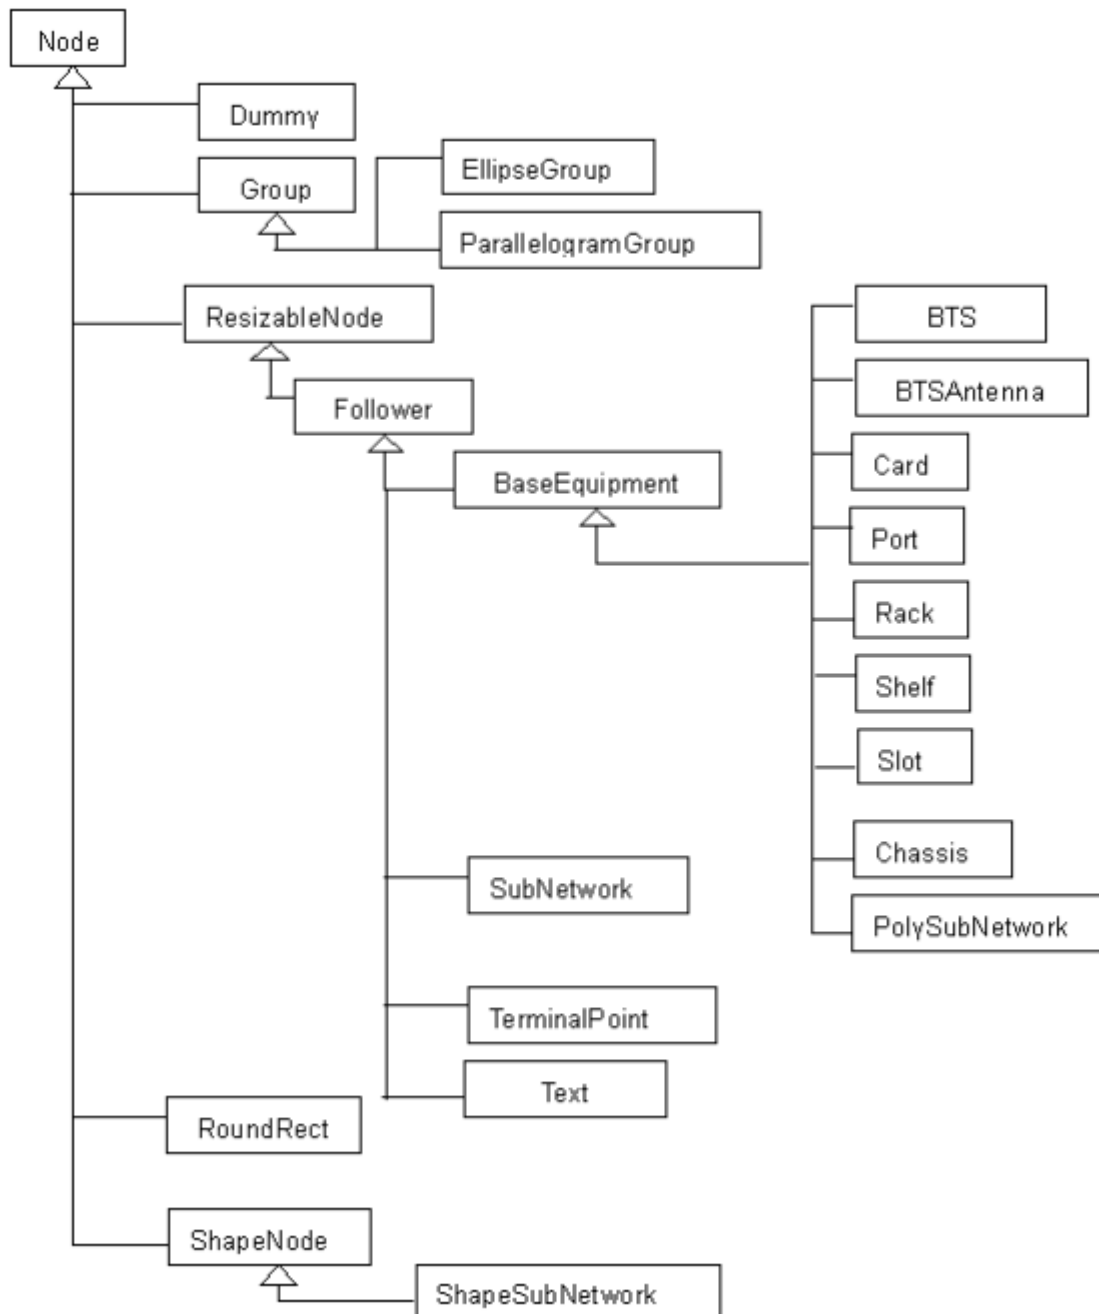 Node
Dummy
Group
EllipseGroup
ParallelogramGroup
ResizableNode
Follower
BaseEquipment
BTS
BTSAntenna
Card
Port
Rack
Shelf
Slot
Chassis
PolySubNetwork
SubNetwork
TerminalPoint
Text
RoundRect
ShapeNode
ShapeSubNetwork